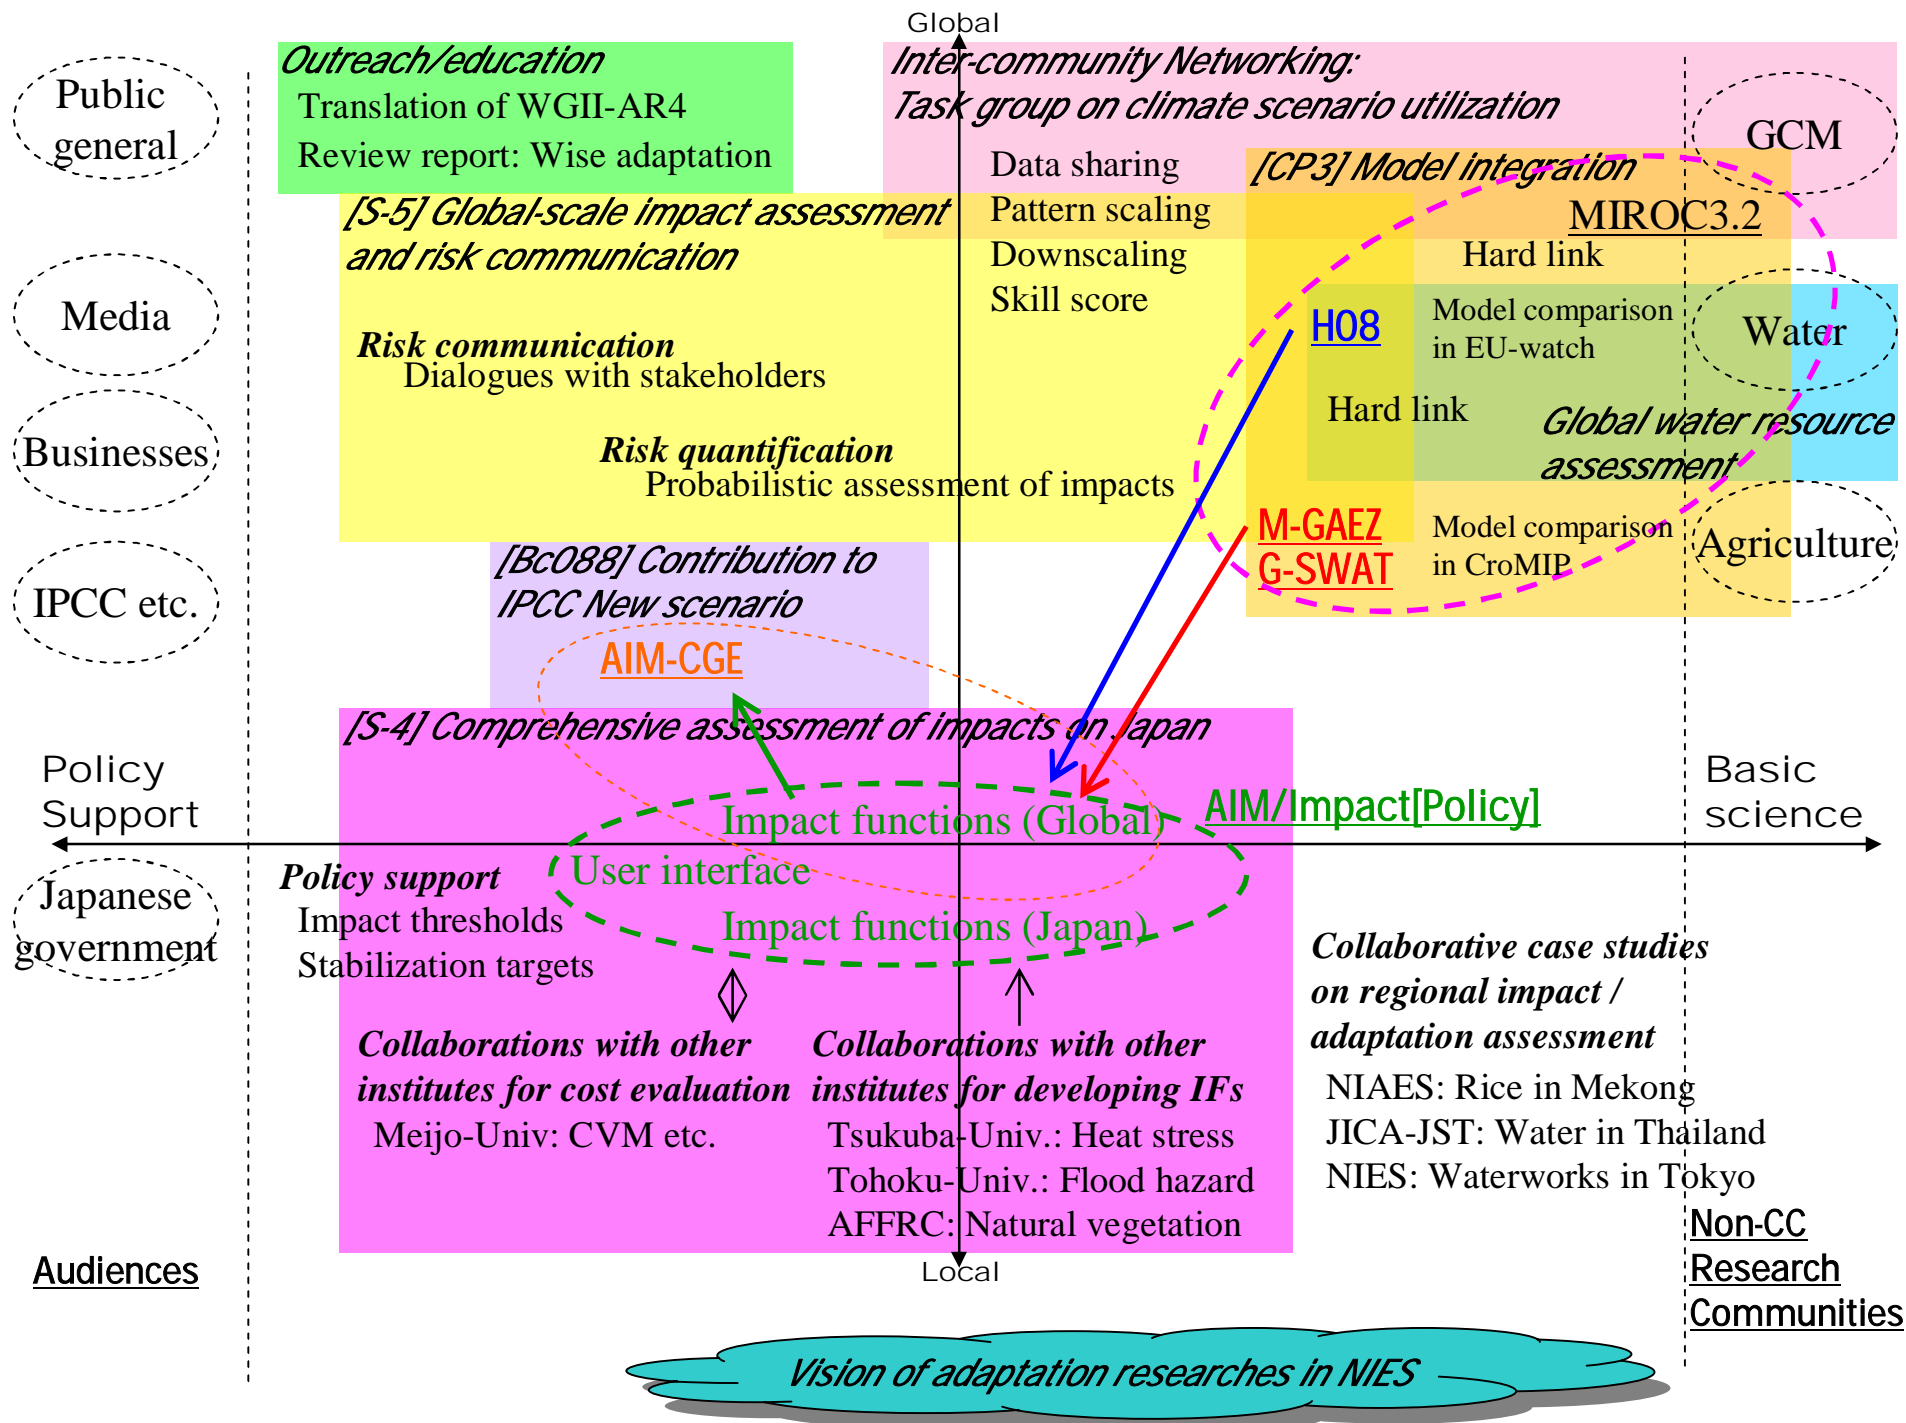 Global
Public
general
Media
Businesses
IPCC etc.
Policy
Support
Japanese
government
Audiences
Outreach/education
Translation of WGII-AR4
Review report: Wise adaptation
Inter-community Networking:
Task group on climate scenario utilization
Data sharing
Pattern scaling
Downscaling
Skill score
[CP3] Model integration
MIROC3.2
Hard link
GCM
[S-5] Global-scale impact assessment
and risk communication
Risk communication
Dialogues with stakeholders
Risk quantification
Probabilistic assessment of impacts
H08
Model comparison
in EU-watch
Water
Hard link
Global water resource
assessment
M-GAEZ
G-SWAT
Model comparison
in CroMIP
Agriculture
[Bc088] Contribution to
IPCC New scenario
AIM-CGE
[S-4] Comprehensive assessment of impacts on Japan
Impact functions (Global)
AIM/Impact[Policy]
Basic
science
User interface
Impact functions (Japan)
Policy support
Impact thresholds
Stabilization targets
Collaborations with other
institutes for cost evaluation
Meijo-Univ: CVM etc.
Collaborations with other
institutes for developing IFs
Tsukuba-Univ.: Heat stress
Tohoku-Univ.: Flood hazard
AFFRC: Natural vegetation
Collaborative case studies
on regional impact /
adaptation assessment
NIAES: Rice in Mekong
JICA-JST: Water in Thailand
NIES: Waterworks in Tokyo
Non-CC
Research
Communities
Local
Vision of adaptation researches in NIES